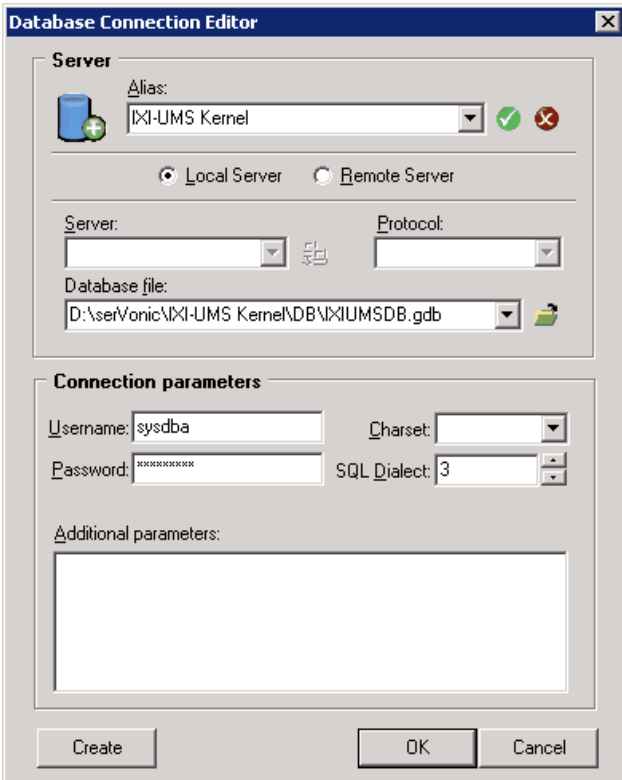 Database Connection Editor
Server
Alias:
IXI-UMS Kernel
Local Server Remote Server
Server: Protocol:
Database file:
D:\serVonic\IXI-UMS Kernel\DB\IXIUMSDB.gdb
Connection parameters
Username: sysdba Charset:
Password: ********* SQL Dialect: 3
Additional parameters:
Create OK Cancel